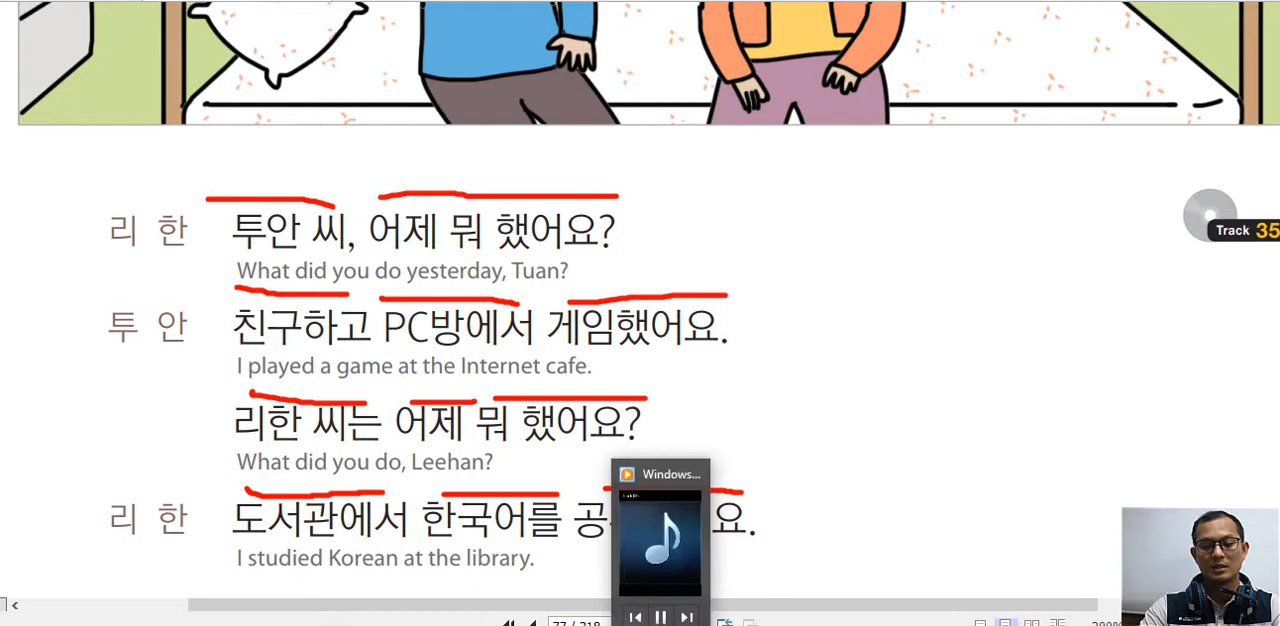 리 한 투안 씨, 어제 뭐 했어요?
What did you do yesterday, Tuan?
Track 35
투 안 친구하고 PC방에서 게임했어요.
I played a game at the Internet cafe.
리한 씨는 어제 뭐 했어요?
What did you do, Leehan?
Windows...
리 한 도서관에서 한국어를 공 요.
I studied Korean at the library.